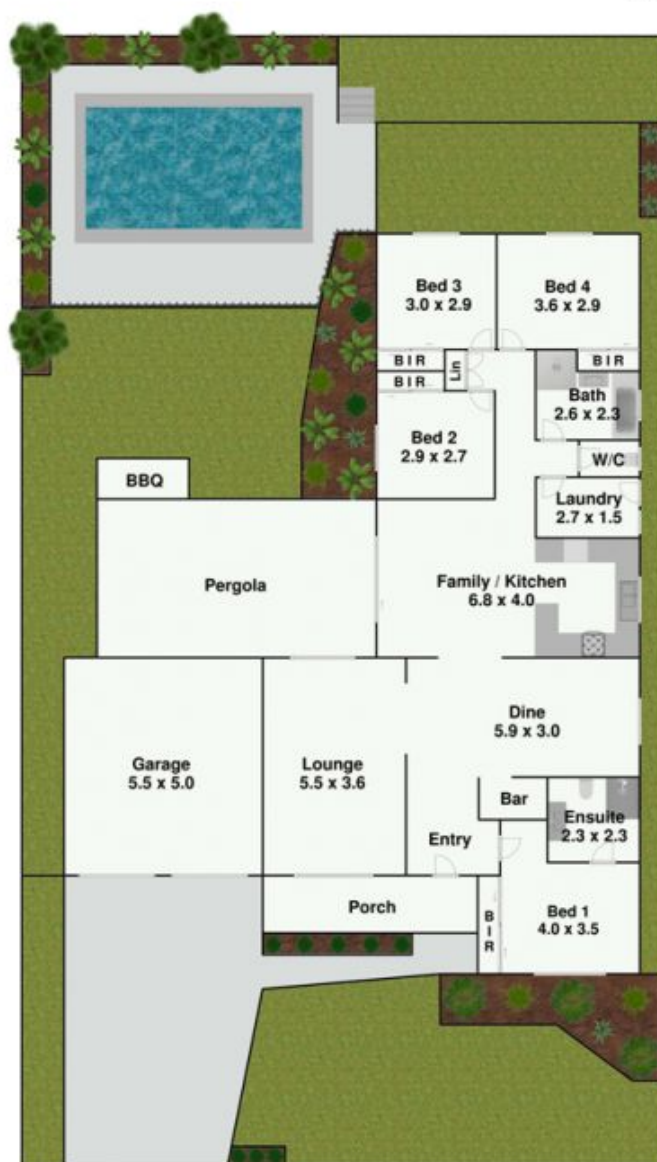 Bed 3
3.0 x 2.9
Bed 4
3.6 x 2.9
BIR
BIR
Lin
BIR
Bath
2.6 x 2.3
Bed 2
2.9 x 2.7
W/C
BBQ
Laundry
2.7 x 1.5
Pergola
Family / Kitchen
6.8 x 4.0
Garage
5.5 x 5.0
Lounge
5.5 x 3.6
Dine
5.9 x 3.0
Bar
Ensuite
2.3 x 2.3
Entry
Porch
BIR
Bed 1
4.0 x 3.5